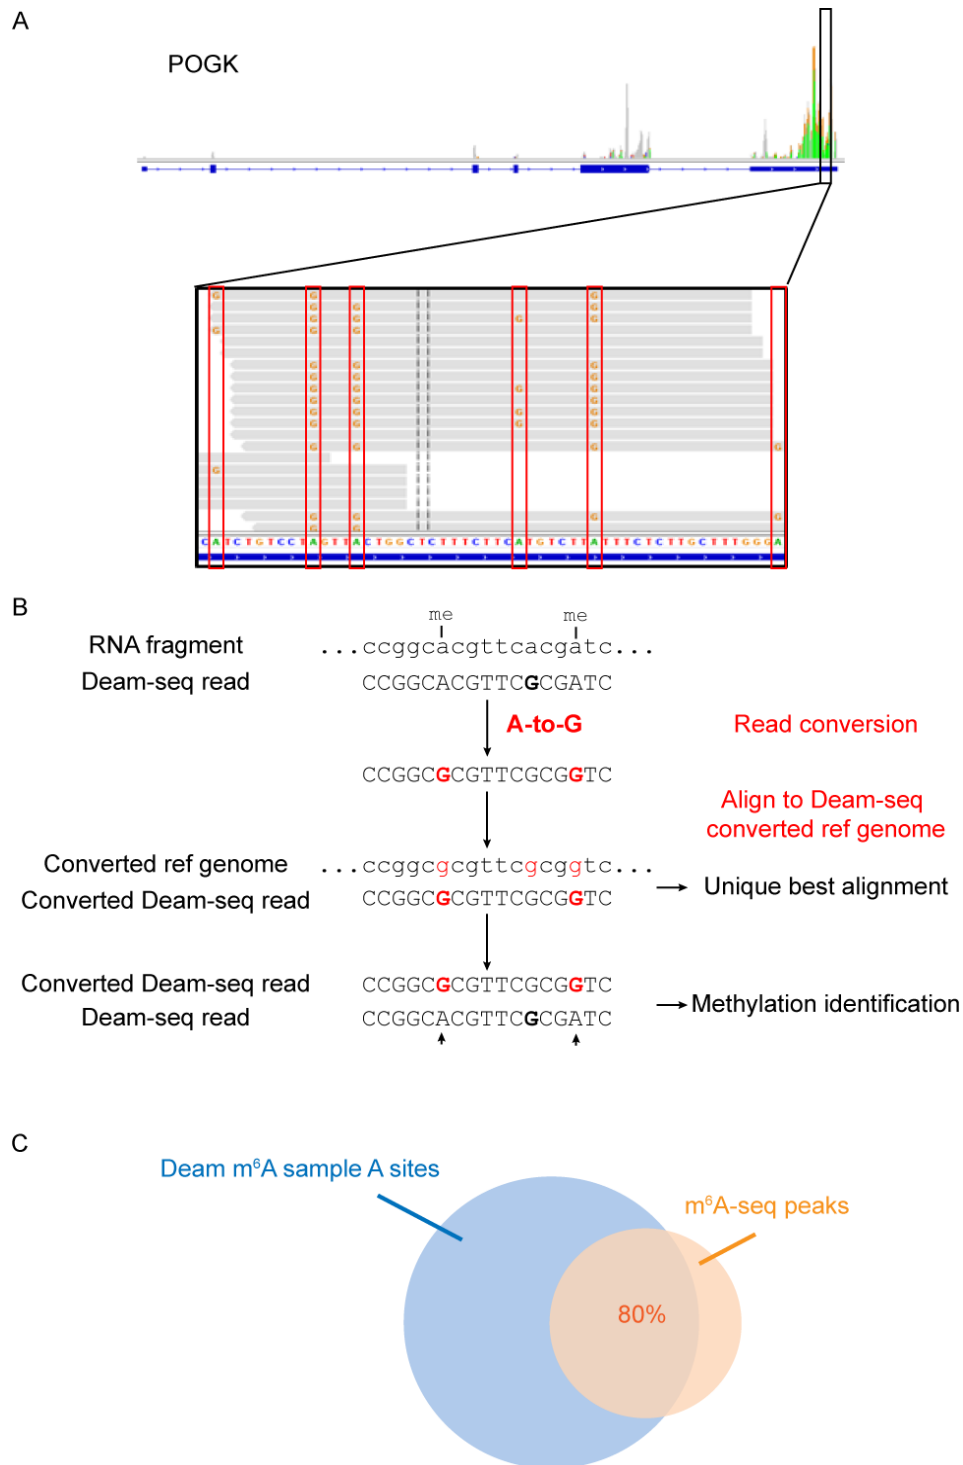 A
POGK
G G G
G G
G G G G
G G
G G
G G G
G G G G
G G G
G G G G
G G G G
G G G G
G
G G G G
G G
CATCTGTCCTAGTTACTGGCTCTTTCTTCATGTCTTATTTCTCTTGCTTTGGGA
B
me me
RNA fragment ...ccggcacgttcacgatc...
Deam-seq read CCGGCACGTTCGCGATC
A-to-G Read conversion
CCGGCGCGTTCGCGGTC
Align to Deam-seq
converted ref genome
Converted ref genome ...ccggcgcgttcgcggtc...
Converted Deam-seq read CCGGCGCGTTCGCGGTC
Unique best alignment
Converted Deam-seq read CCGGCGCGTTCGCGGTC
Deam-seq read CCGGCACGTTCGCGATC
Methylation identification
C
Deam m⁶A sample A sites
m⁶A-seq peaks
80%